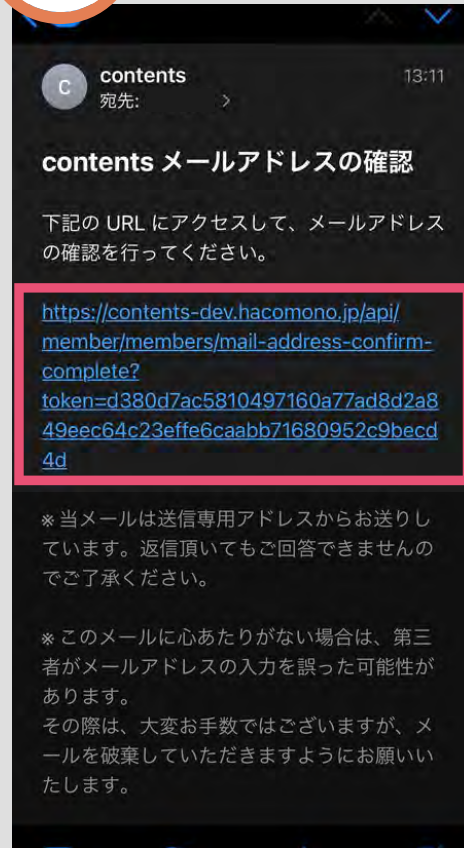 C
contents
13:11
宛先:
contents メールアドレスの確認
下記の URL にアクセスして、メールアドレス
の確認を行ってください。
https://contents-dev.hacomono.jp/api/
member/members/mail-address-confirm-
complete?
token=d380d7ac5810497160a77ad8d2a8
49eec64c23effe6caabb71680952c9becd
4d
※ 当メールは送信専用アドレスからお送りし
ています。返信頂いてもご回答できませんの
でご了承ください。
※ このメールに心あたりがない場合は、第三
者がメールアドレスの入力を誤った可能性が
あります。
その際は、大変お手数ではございますが、メ
ールを破棄していただきますようにお願いい
たします。